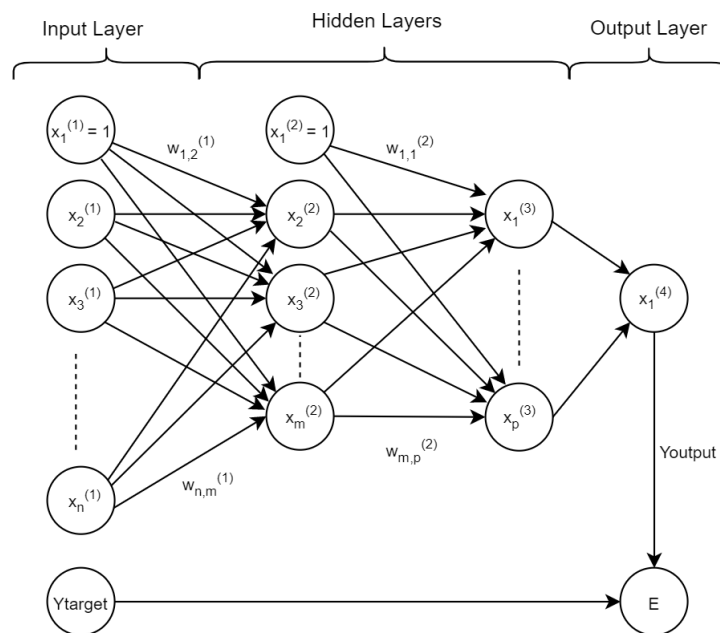 Input Layer
Hidden Layers
Output Layer
x₁⁽¹⁾ = 1
w₁,₂⁽¹⁾
x₁⁽²⁾ = 1
w₁,₁⁽²⁾
x₂⁽¹⁾
x₂⁽²⁾
x₁⁽³⁾
x₃⁽¹⁾
x₃⁽²⁾
x₁⁽⁴⁾
xₘ⁽²⁾
xₚ⁽³⁾
wₘ,ₚ⁽²⁾
Youtput
wₙ,ₘ⁽¹⁾
xₙ⁽¹⁾
Ytarget
E